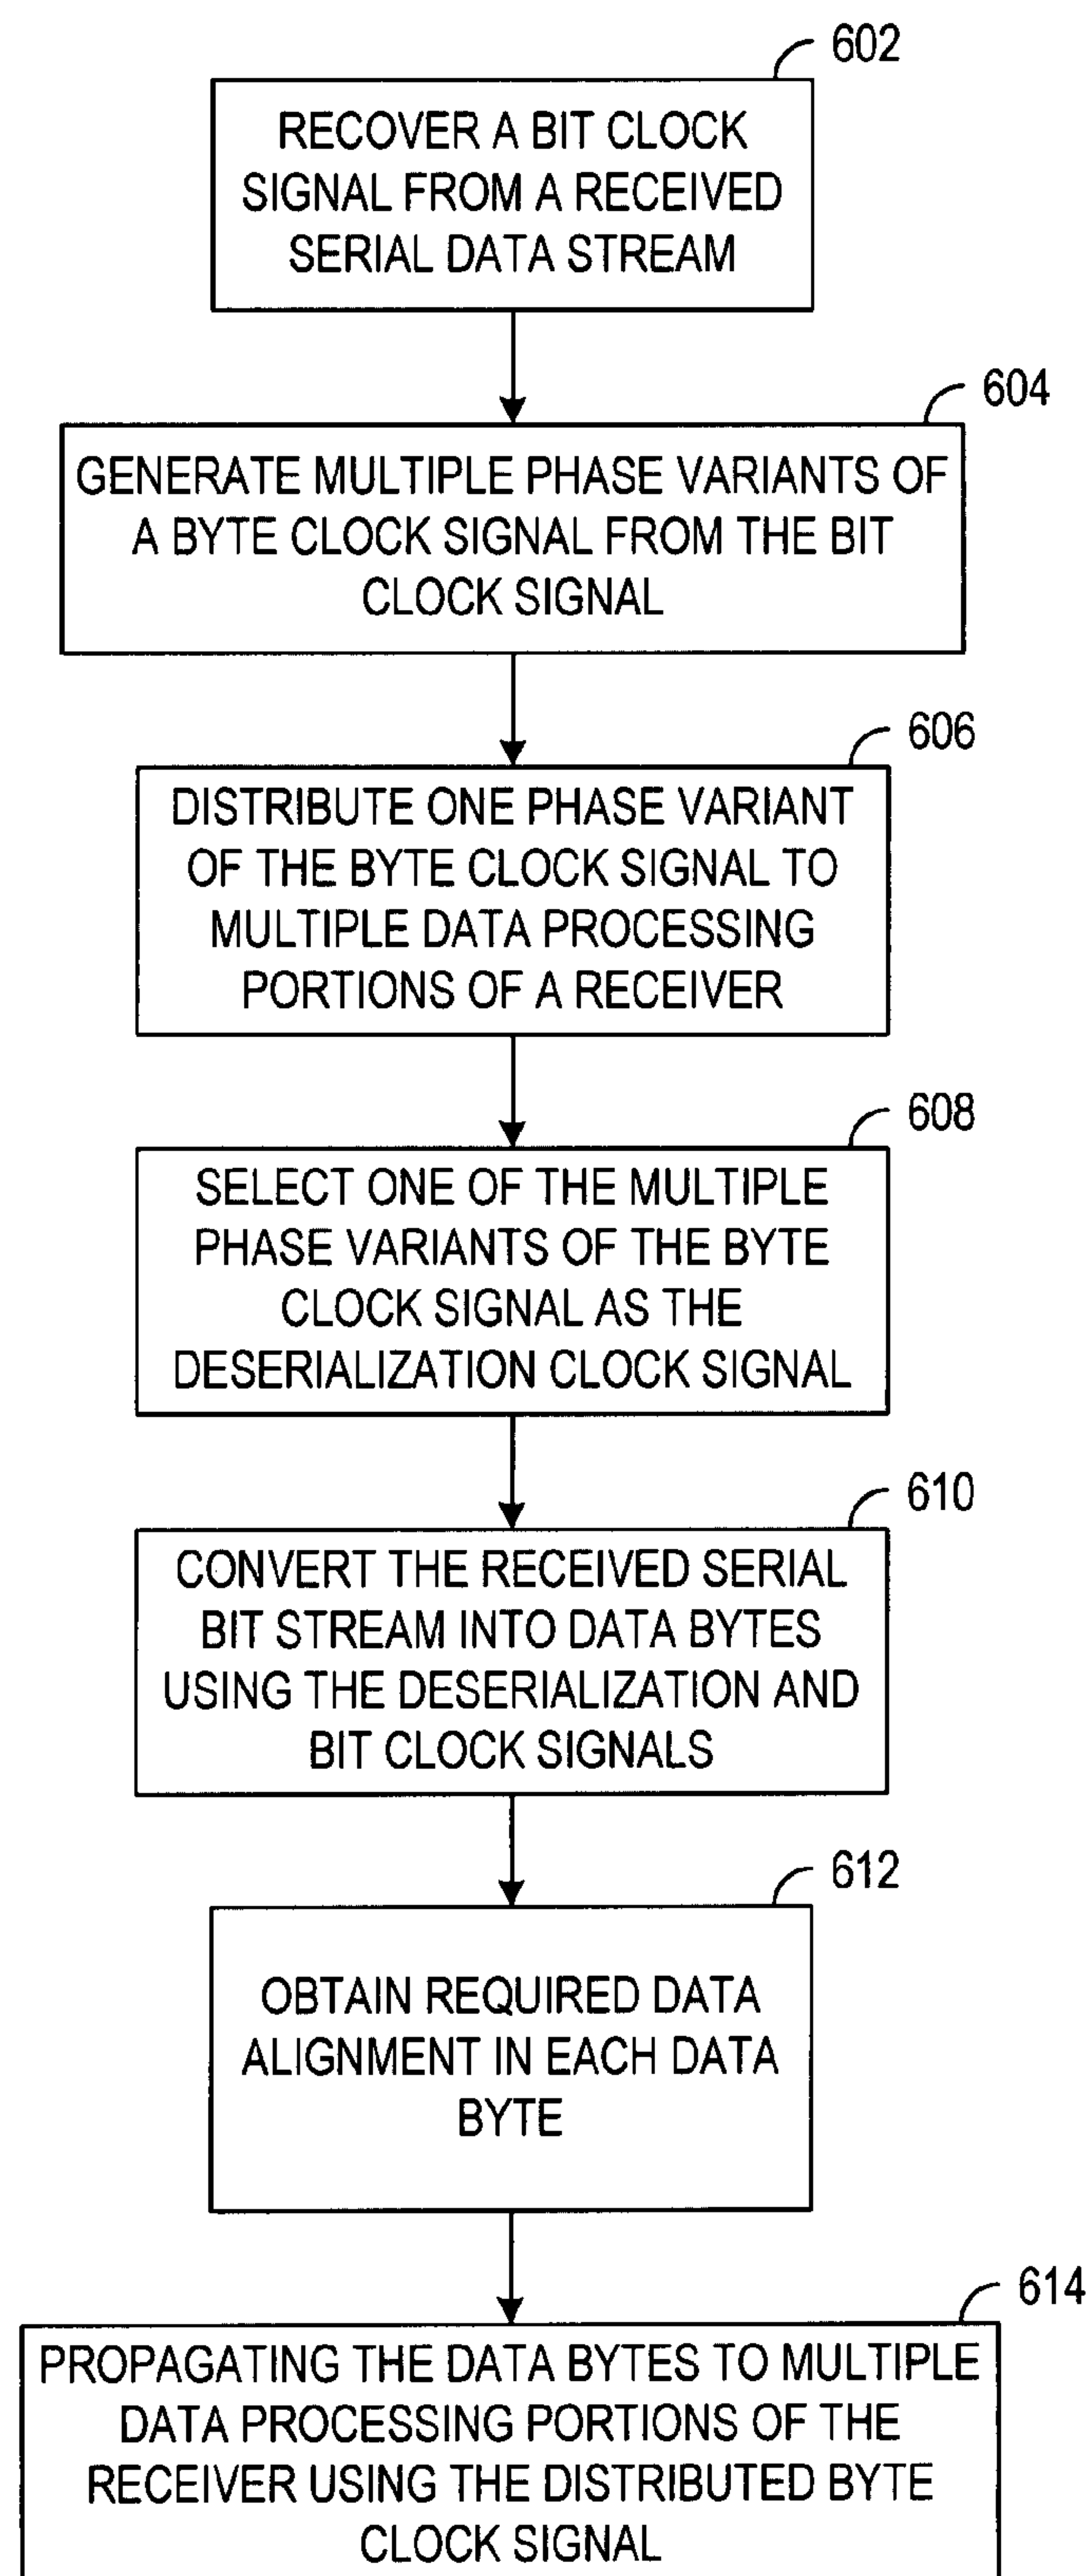 602
RECOVER A BIT CLOCK
SIGNAL FROM A RECEIVED
SERIAL DATA STREAM
604
GENERATE MULTIPLE PHASE VARIANTS OF
A BYTE CLOCK SIGNAL FROM THE BIT
CLOCK SIGNAL
606
DISTRIBUTE ONE PHASE VARIANT
OF THE BYTE CLOCK SIGNAL TO
MULTIPLE DATA PROCESSING
PORTIONS OF A RECEIVER
608
SELECT ONE OF THE MULTIPLE
PHASE VARIANTS OF THE BYTE
CLOCK SIGNAL AS THE
DESERIALIZATION CLOCK SIGNAL
610
CONVERT THE RECEIVED SERIAL
BIT STREAM INTO DATA BYTES
USING THE DESERIALIZATION AND
BIT CLOCK SIGNALS
612
OBTAIN REQUIRED DATA
ALIGNMENT IN EACH DATA
BYTE
614
PROPAGATING THE DATA BYTES TO MULTIPLE
DATA PROCESSING PORTIONS OF THE
RECEIVER USING THE DISTRIBUTED BYTE
CLOCK SIGNAL